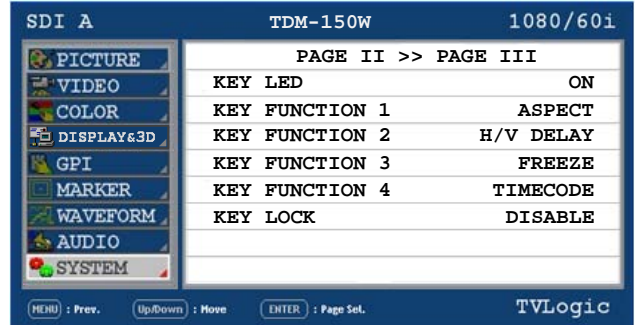 SDI A TDM-150W 1080/60i
PICTURE
VIDEO
COLOR
DISPLAY&3D
GPI
MARKER
WAVEFORM
AUDIO
SYSTEM
PAGE II >> PAGE III
KEY LED ON
KEY FUNCTION 1 ASPECT
KEY FUNCTION 2 H/V DELAY
KEY FUNCTION 3 FREEZE
KEY FUNCTION 4 TIMECODE
KEY LOCK DISABLE
MENU : Prev. Up/Down : Move ENTER : Page Sel. TVLogic